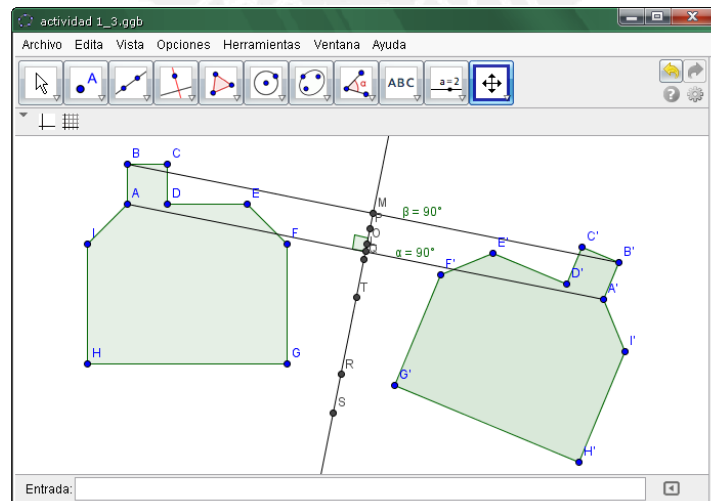 actividad 1_3.ggb
Archivo Edita Vista Opciones Herramientas Ventana Ayuda
A α ABC a=2
B C
A D E
M
P
β = 90°
O
I F
α = 90°
E' C'
B'
F' D'
A'
T
I'
H G
R
G'
S
H'
Entrada: